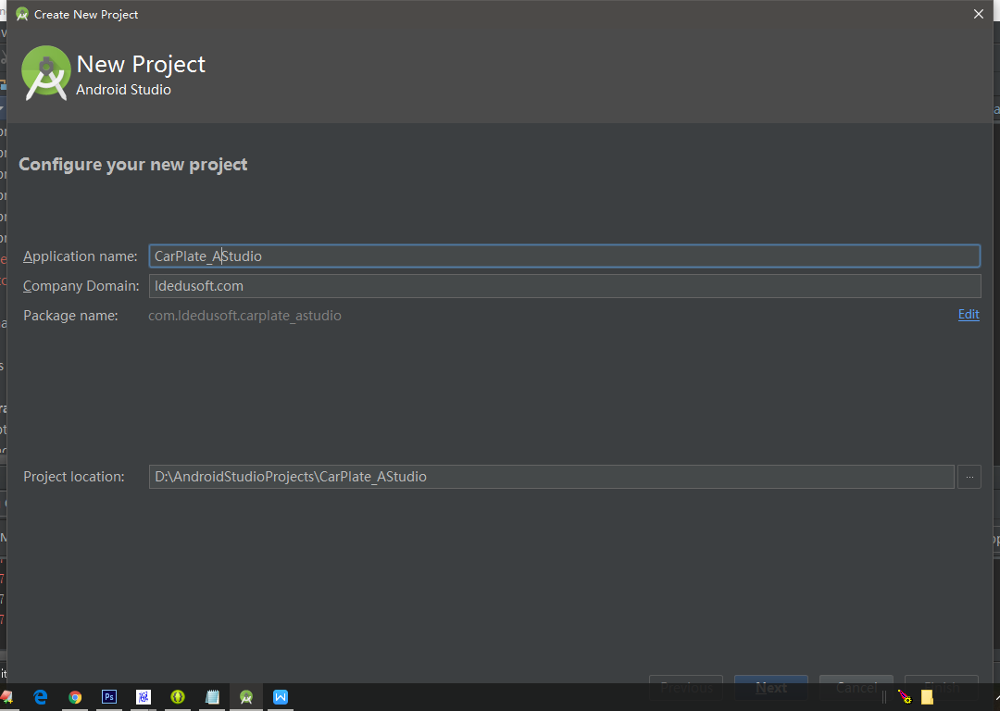 Create New Project
New Project
Android Studio
Configure your new project
Application name: CarPlate_AStudio
Company Domain: ldedusoft.com
Package name: com.ldedusoft.carplate_astudio Edit
Project location: D:\AndroidStudioProjects\CarPlate_AStudio ...
Previous Next Cancel Finish
Ps